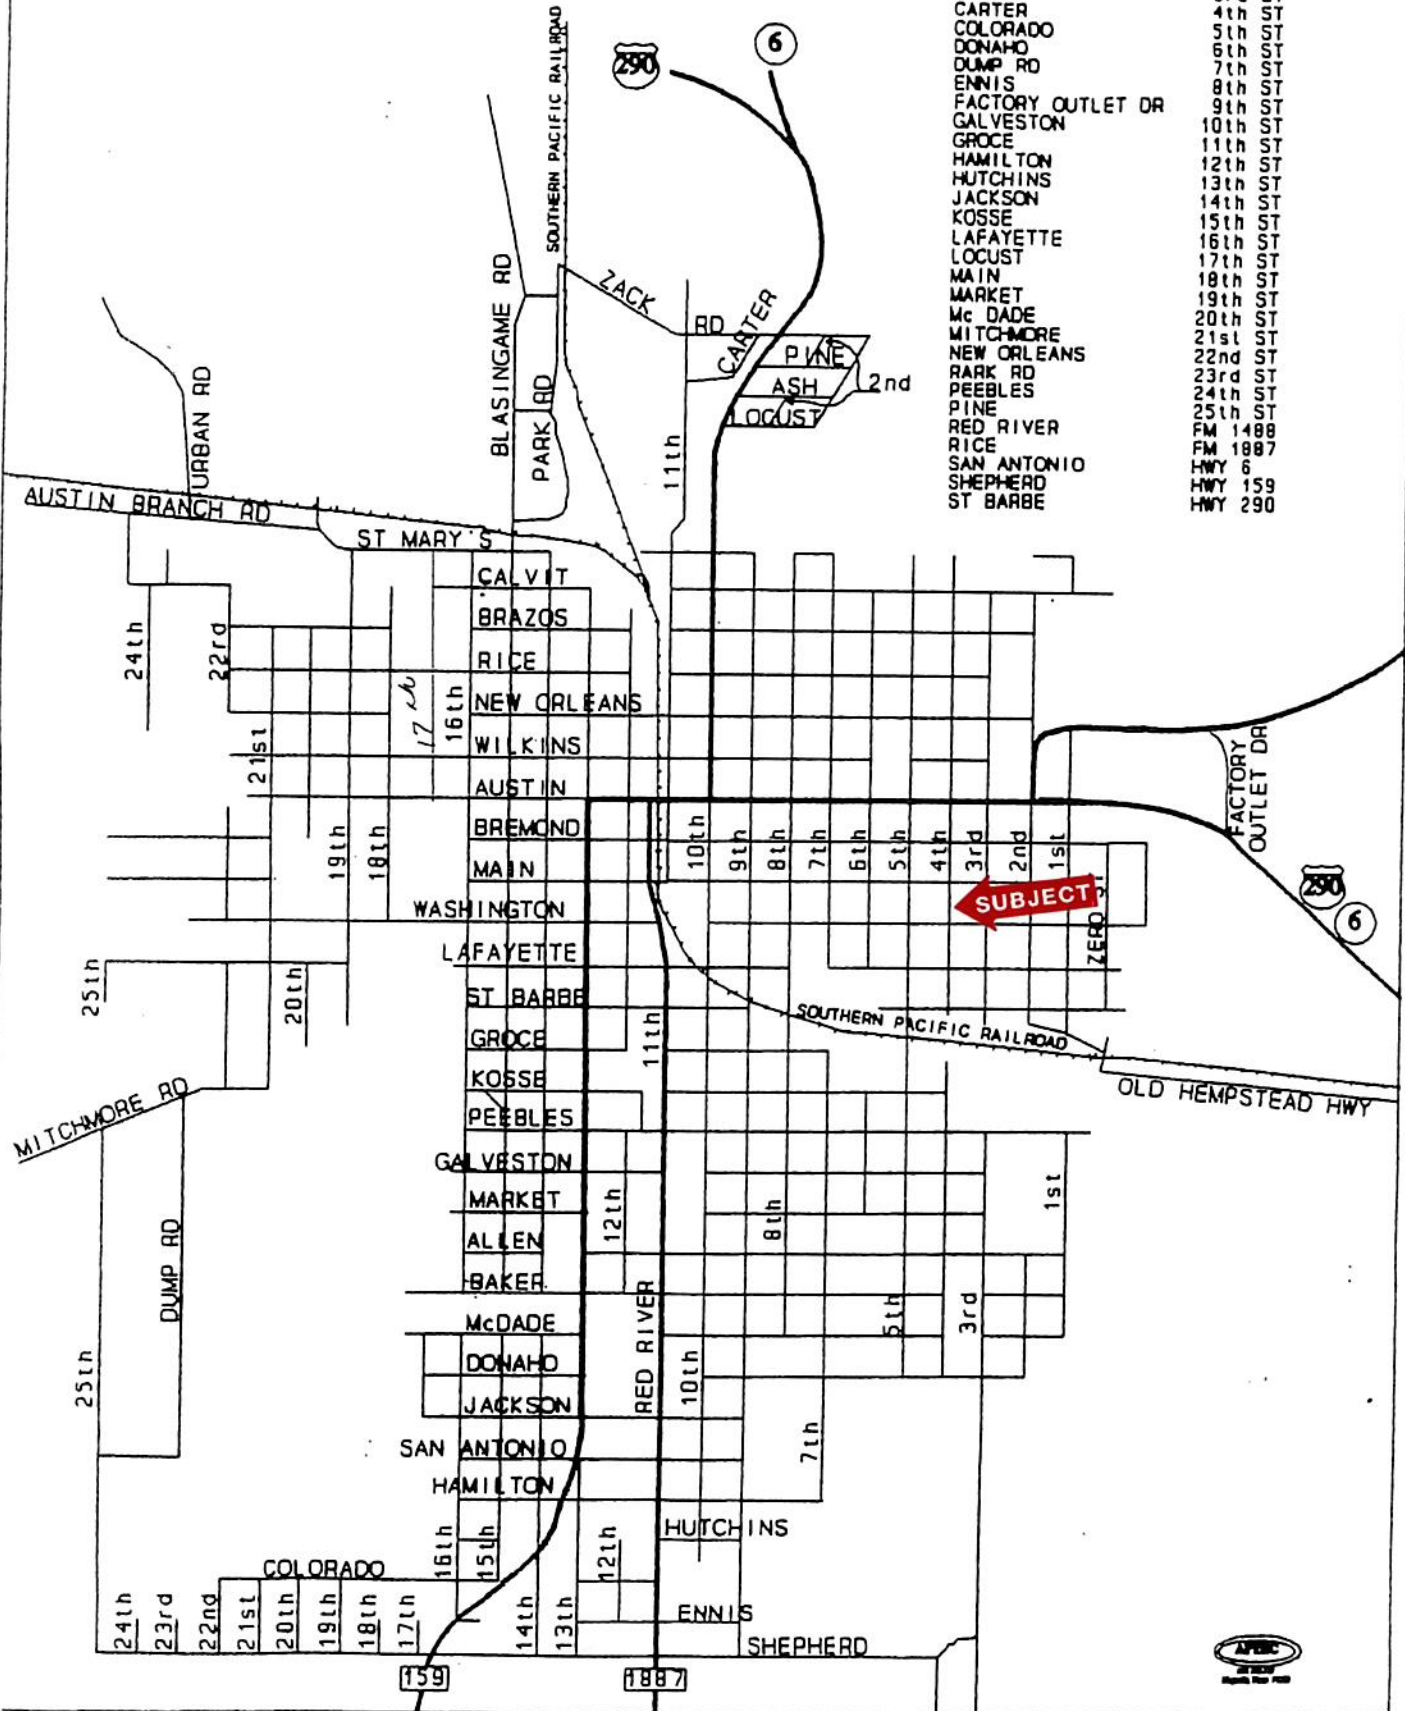 CARTER 4th ST
COLORADO 5th ST
DONAHO 6th ST
DUMP RD 7th ST
ENNIS 8th ST
FACTORY OUTLET DR 9th ST
GALVESTON 10th ST
GROCE 11th ST
HAMILTON 12th ST
HUTCHINS 13th ST
JACKSON 14th ST
KOSSE 15th ST
LAFAYETTE 16th ST
LOCUST 17th ST
MAIN 18th ST
MARKET 19th ST
Mc DADE 20th ST
MITCHMORE 21st ST
NEW ORLEANS 22nd ST
RARK RD 23rd ST
PEEBLES 24th ST
PINE 25th ST
RED RIVER FM 1488
RICE FM 1887
SAN ANTONIO HWY 6
SHEPHERD HWY 159
ST BARBE HWY 290
SOUTHERN PACIFIC RAILROAD
290
6
BLASINGAME RD
ZACK RD
CARTER
PINE
ASH
2nd
LOCUST
URBAN RD
PARK RD
11th
AUSTIN BRANCH RD
ST MARY'S
CALVIT
BRAZOS
24th
22rd
RICE
17th
16th
NEW ORLEANS
21st
WILKINS
FACTORY
OUTLET DR
AUSTIN
BREMOND
19th
18th
10th
9th
8th
7th
6th
5th
4th
3rd
2nd
1st
MAIN
SUBJECT
290
6
WASHINGTON
ZERO ST
LAFAYETTE
25th
20th
ST BARBE
SOUTHERN PACIFIC RAILROAD
GROCE
11th
KOSSE
OLD HEMPSTEAD HWY
MITCHMORE RD
PEEBLES
GALVESTON
MARKET
12th
8th
1st
ALLEN
DUMP RD
BAKER
McDADE
RED RIVER
5th
3rd
DONAHO
25th
10th
JACKSON
SAN ANTONIO
7th
HAMILTON
HUTCHINS
16th
15th
12th
COLORADO
24th
23rd
22nd
21st
20th
19th
18th
17th
14th
13th
ENNIS
SHEPHERD
159
1887